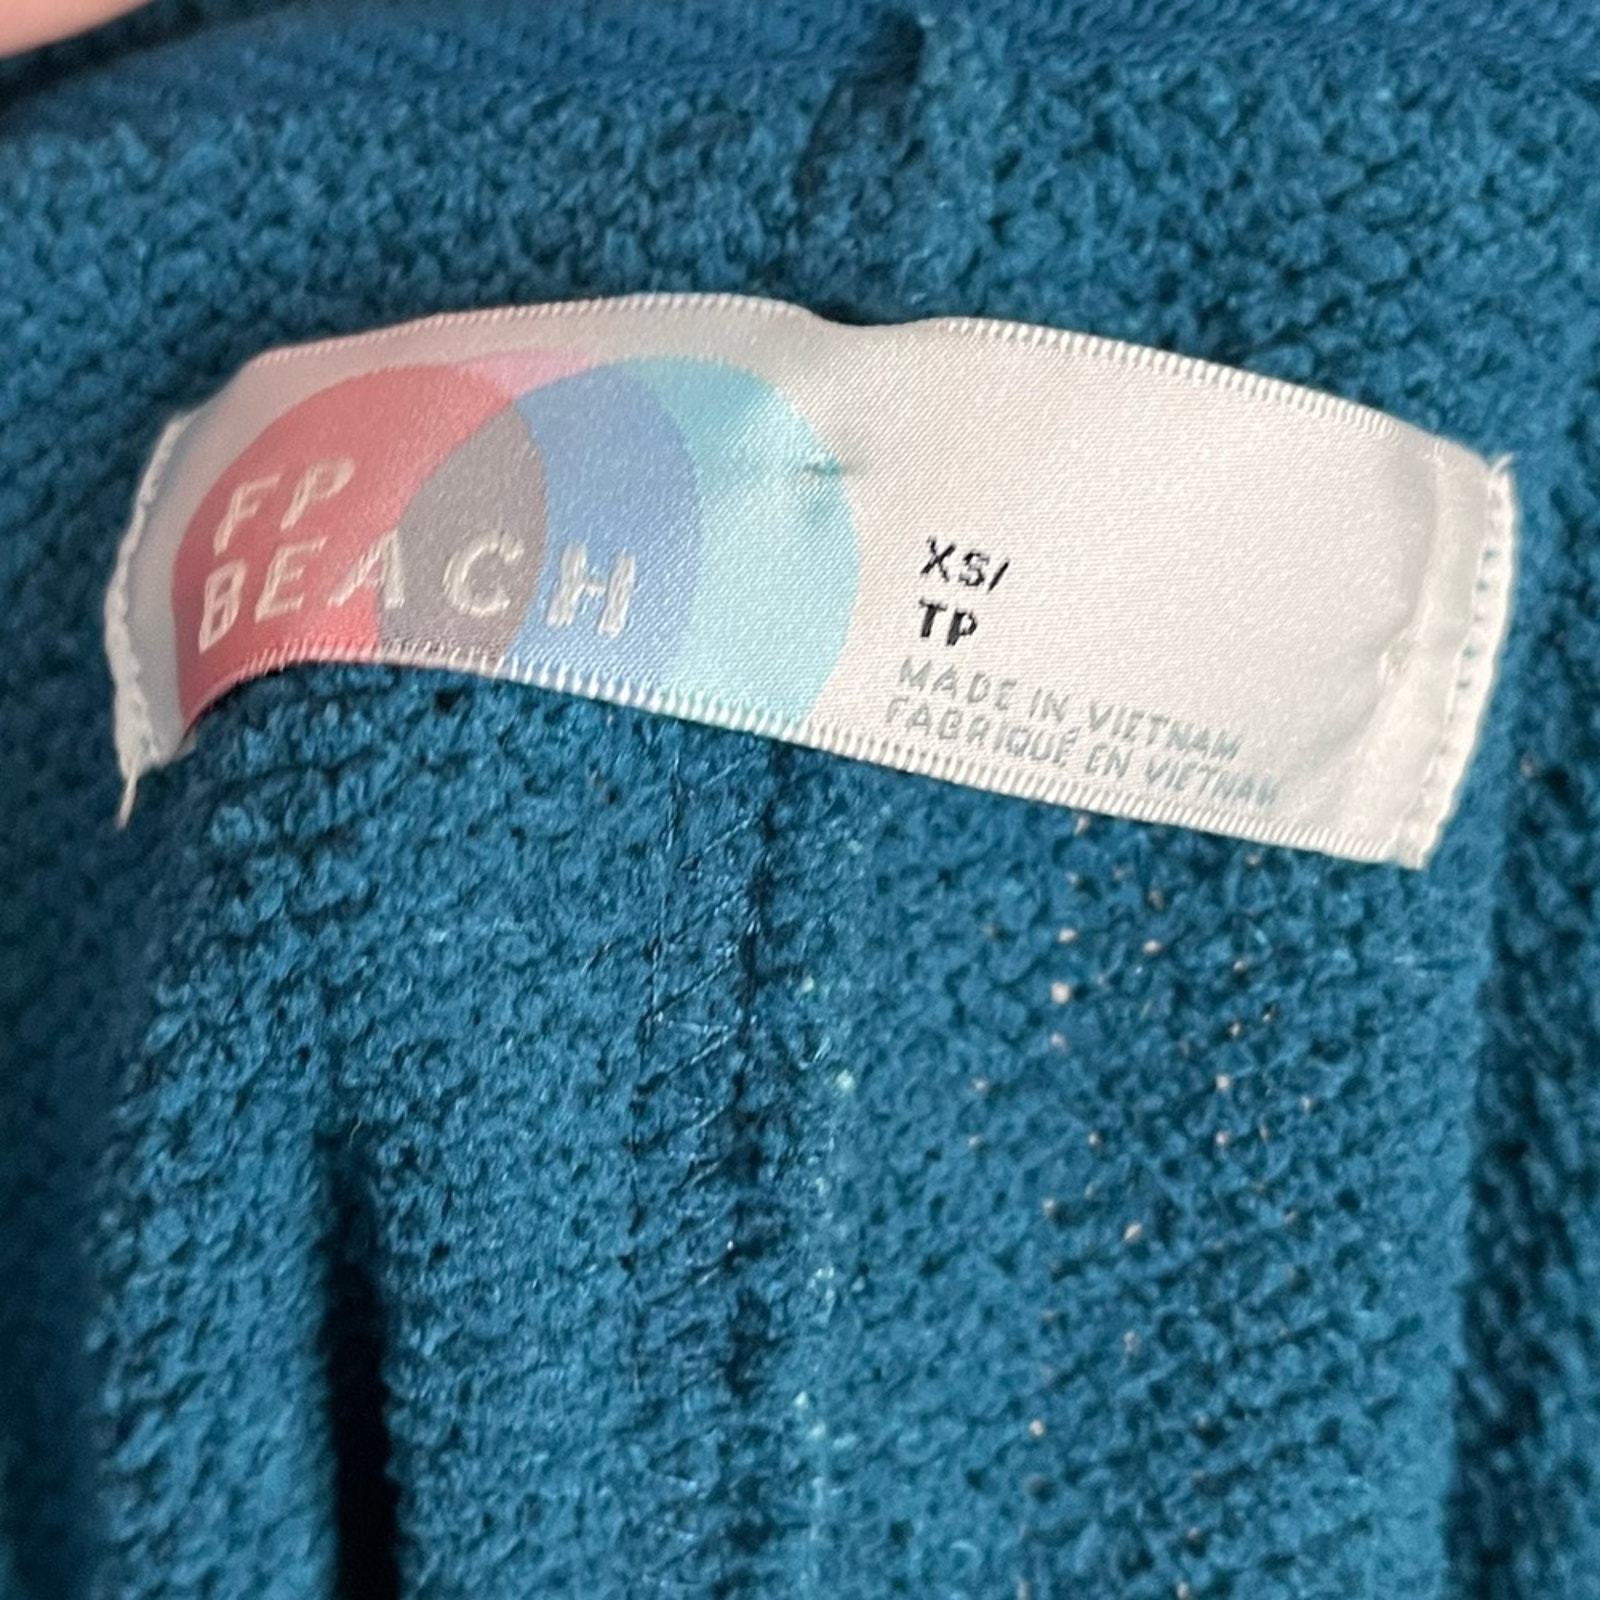 FP
BEACH
XS/
TP
MADE IN VIETNAM
FABRIQUÉ EN VIETNAM